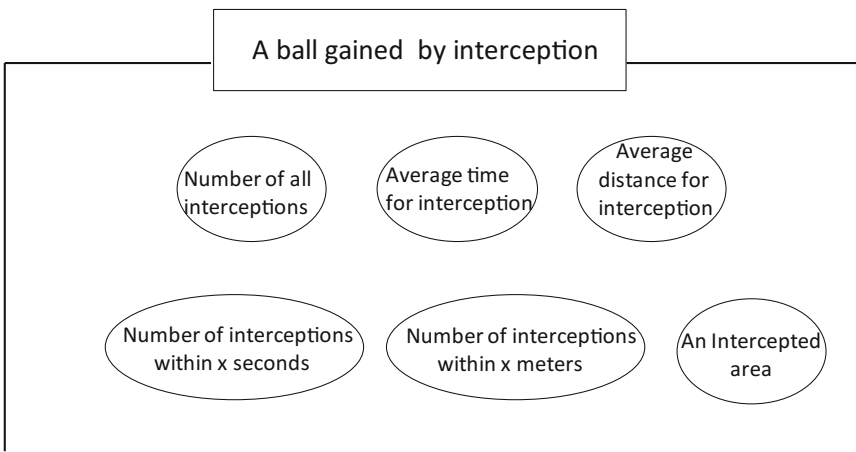 A ball gained by interception
Number of all
interceptions
Average time
for interception
Average
distance for
interception
Number of interceptions
within x seconds
Number of interceptions
within x meters
An Intercepted
area